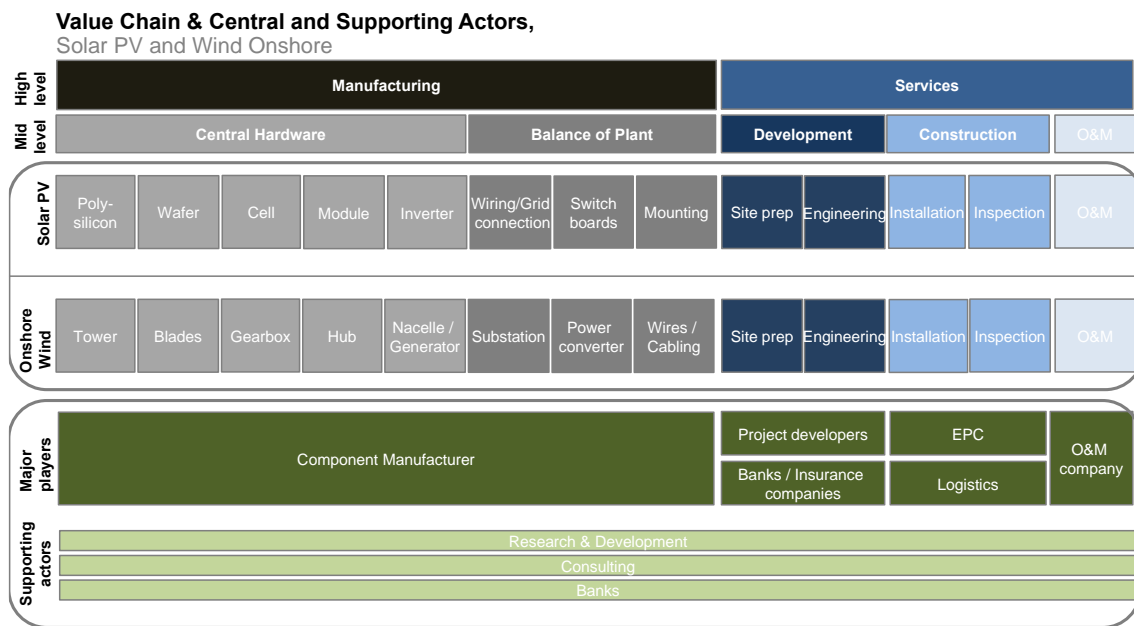 Value Chain & Central and Supporting Actors,
Solar PV and Wind Onshore
High
level
Manufacturing
Services
Mid
level
Central Hardware
Balance of Plant
Development
Construction
O&M
Solar PV
Poly-
silicon
Wafer
Cell
Module
Inverter
Wiring/Grid
connection
Switch
boards
Mounting
Site prep
Engineering
Installation
Inspection
O&M
Onshore
Wind
Tower
Blades
Gearbox
Hub
Nacelle /
Generator
Substation
Power
converter
Wires /
Cabling
Site prep
Engineering
Installation
Inspection
O&M
Major
players
Component Manufacturer
Project developers
EPC
O&M
company
Banks / Insurance
companies
Logistics
Supporting
actors
Research & Development
Consulting
Banks